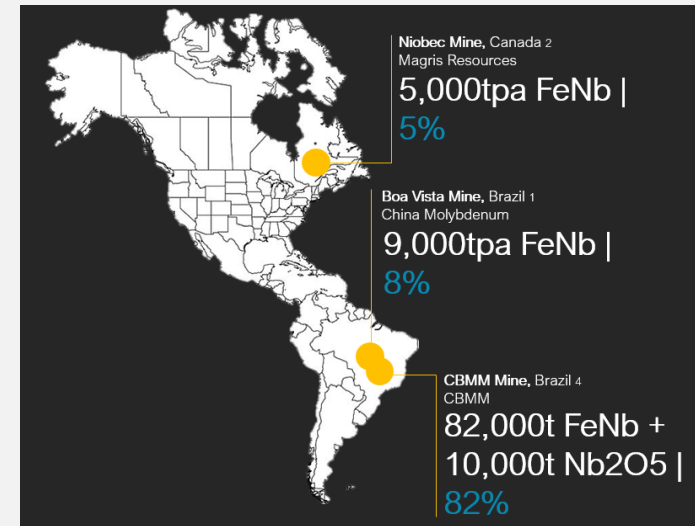 Niobec Mine, Canada 2
Magris Resources
5,000tpa FeNb |
5%
Boa Vista Mine, Brazil 1
China Molybdenum
9,000tpa FeNb |
8%
CBMM Mine, Brazil 4
CBMM
82,000t FeNb +
10,000t Nb2O5 |
82%